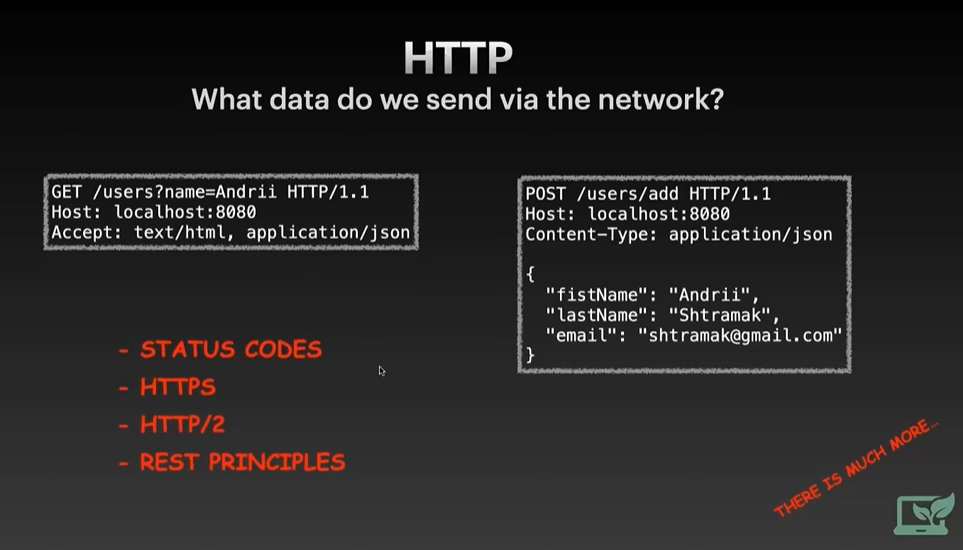 HTTP
What data do we send via the network?
GET /users?name=Andrii HTTP/1.1
Host: localhost:8080
Accept: text/html, application/json
POST /users/add HTTP/1.1
Host: localhost:8080
Content-Type: application/json
{
"fistName": "Andrii",
"lastName": "Shtramak",
"email": "shtramak@gmail.com"
}
- STATUS CODES
- HTTPS
- HTTP/2
- REST PRINCIPLES
THERE IS MUCH MORE...